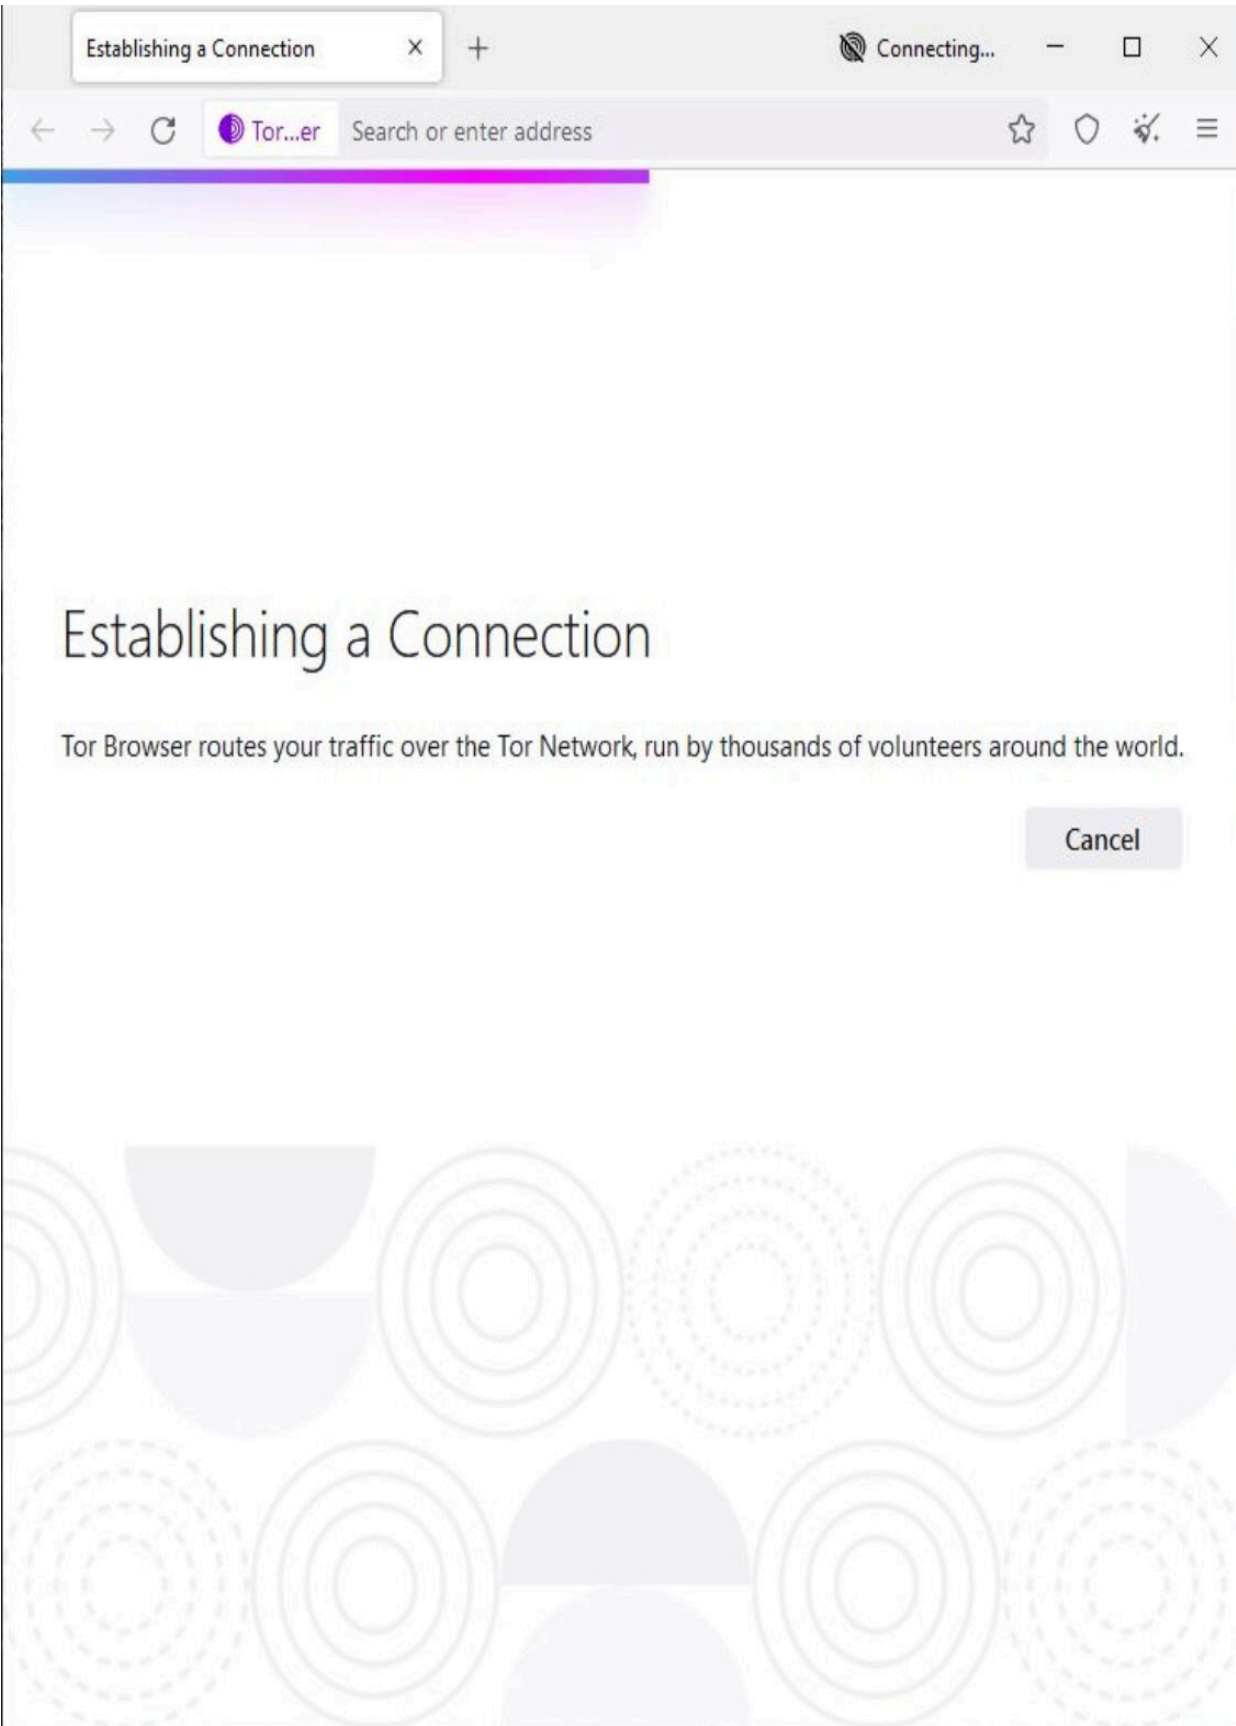 Establishing a Connection
Connecting...
Tor...er
Search or enter address
Establishing a Connection
Tor Browser routes your traffic over the Tor Network, run by thousands of volunteers around the world.
Cancel